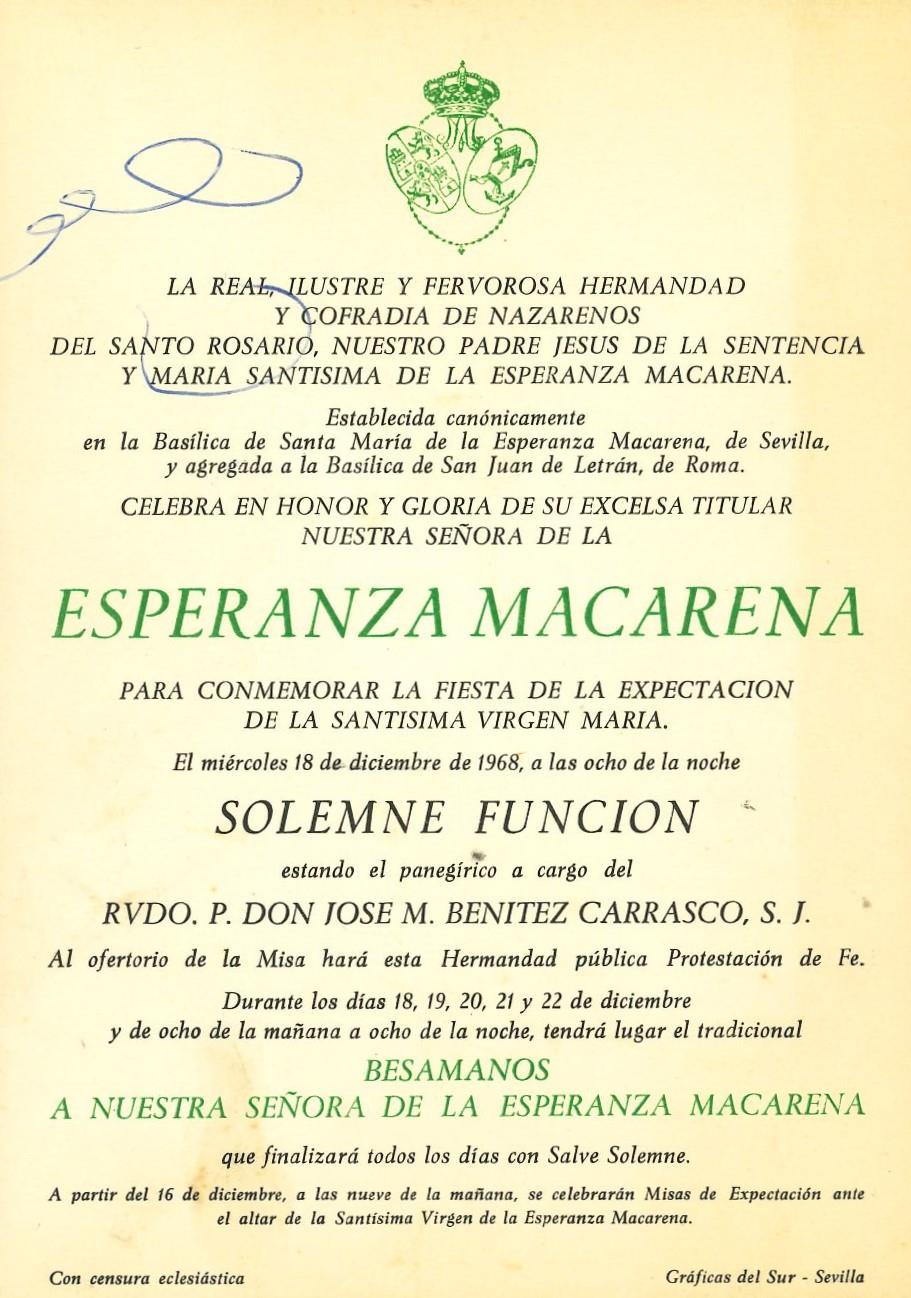 LA REAL, ILUSTRE Y FERVOROSA HERMANDAD
Y COFRADIA DE NAZARENOS
DEL SANTO ROSARIO, NUESTRO PADRE JESUS DE LA SENTENCIA
Y MARIA SANTISIMA DE LA ESPERANZA MACARENA.
Establecida canónicamente
en la Basílica de Santa María de la Esperanza Macarena, de Sevilla,
y agregada a la Basílica de San Juan de Letrán, de Roma.
CELEBRA EN HONOR Y GLORIA DE SU EXCELSA TITULAR
NUESTRA SEÑORA DE LA
ESPERANZA MACARENA
PARA CONMEMORAR LA FIESTA DE LA EXPECTACION
DE LA SANTISIMA VIRGEN MARIA.
El miércoles 18 de diciembre de 1968, a las ocho de la noche
SOLEMNE FUNCION
estando el panegírico a cargo del
RVDO. P. DON JOSE M. BENITEZ CARRASCO, S. J.
Al ofertorio de la Misa hará esta Hermandad pública Protestación de Fe.
Durante los días 18, 19, 20, 21 y 22 de diciembre
y de ocho de la mañana a ocho de la noche, tendrá lugar el tradicional
BESAMANOS
A NUESTRA SEÑORA DE LA ESPERANZA MACARENA
que finalizará todos los días con Salve Solemne.
A partir del 16 de diciembre, a las nueve de la mañana, se celebrarán Misas de Expectación ante
el altar de la Santísima Virgen de la Esperanza Macarena.
Con censura eclesiástica
Gráficas del Sur - Sevilla